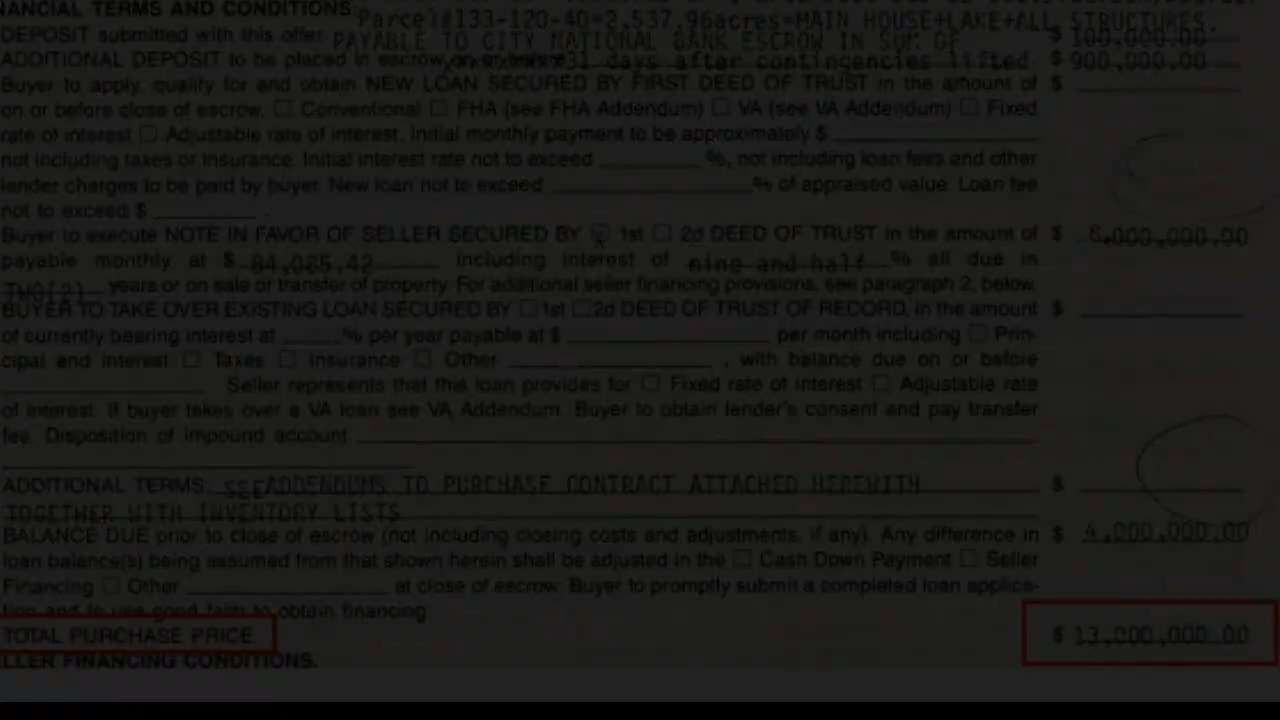 NANCIAL TERMS AND CONDITIONS.
Parcel#133-120-40=2,537.96acres=MAIN HOUSE+LAKE+ALL STRUCTURES.
DEPOSIT submitted with this offer PAYABLE TO CITY NATIONAL BANK ESCROW IN SUM OF $ 100,000.00
ADDITIONAL DEPOSIT to be placed in escrow 31 days after contingencies lifted $ 900,000.00
Buyer to apply, qualify for and obtain NEW LOAN SECURED BY FIRST DEED OF TRUST in the amount of $
on or before close of escrow. ☐ Conventional ☐ FHA (see FHA Addendum) ☐ VA (see VA Addendum) ☐ Fixed
rate of interest ☐ Adjustable rate of interest. Initial monthly payment to be approximately $
not including taxes or insurance. Initial interest rate not to exceed %, not including loan fees and other
lender charges to be paid by buyer. New loan not to exceed % of appraised value. Loan fee
not to exceed $ .
Buyer to execute NOTE IN FAVOR OF SELLER SECURED BY 1st ☐ 2d DEED OF TRUST in the amount of $ 8,000,000.00
payable monthly at $ 84,085.42 including interest of nine and half % all due in
TWO[2] years or on sale or transfer of property. For additional seller financing provisions, see paragraph 2, below.
BUYER TO TAKE OVER EXISTING LOAN SECURED BY ☐ 1st ☐ 2d DEED OF TRUST OF RECORD, in the amount $
of currently bearing interest at % per year payable at $ per month including ☐ Prin-
cipal and interest ☐ Taxes ☐ Insurance ☐ Other , with balance due on or before
Seller represents that this loan provides for ☐ Fixed rate of interest ☐ Adjustable rate
of interest. If buyer takes over a VA loan see VA Addendum. Buyer to obtain lender's consent and pay transfer
fee. Disposition of impound account
ADDITIONAL TERMS: SEE ADDENDUMS TO PURCHASE CONTRACT ATTACHED HEREWITH $
TOGETHER WITH INVENTORY LISTS
BALANCE DUE prior to close of escrow (not including closing costs and adjustments, if any). Any difference in $ 4,000,000.00
loan balance(s) being assumed from that shown herein shall be adjusted in the ☐ Cash Down Payment ☐ Seller
Financing ☐ Other at close of escrow. Buyer to promptly submit a completed loan applica-
tion and to use good faith to obtain financing.
TOTAL PURCHASE PRICE $ 13,000,000.00
LLER FINANCING CONDITIONS.